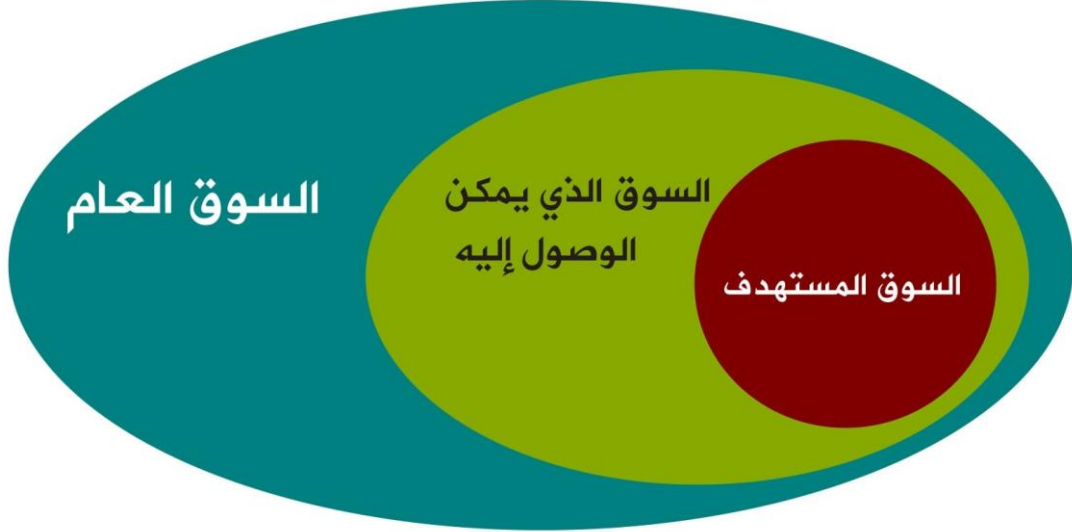 السوق العام
السوق الذي يمكن
الوصول إليه
السوق المستهدف